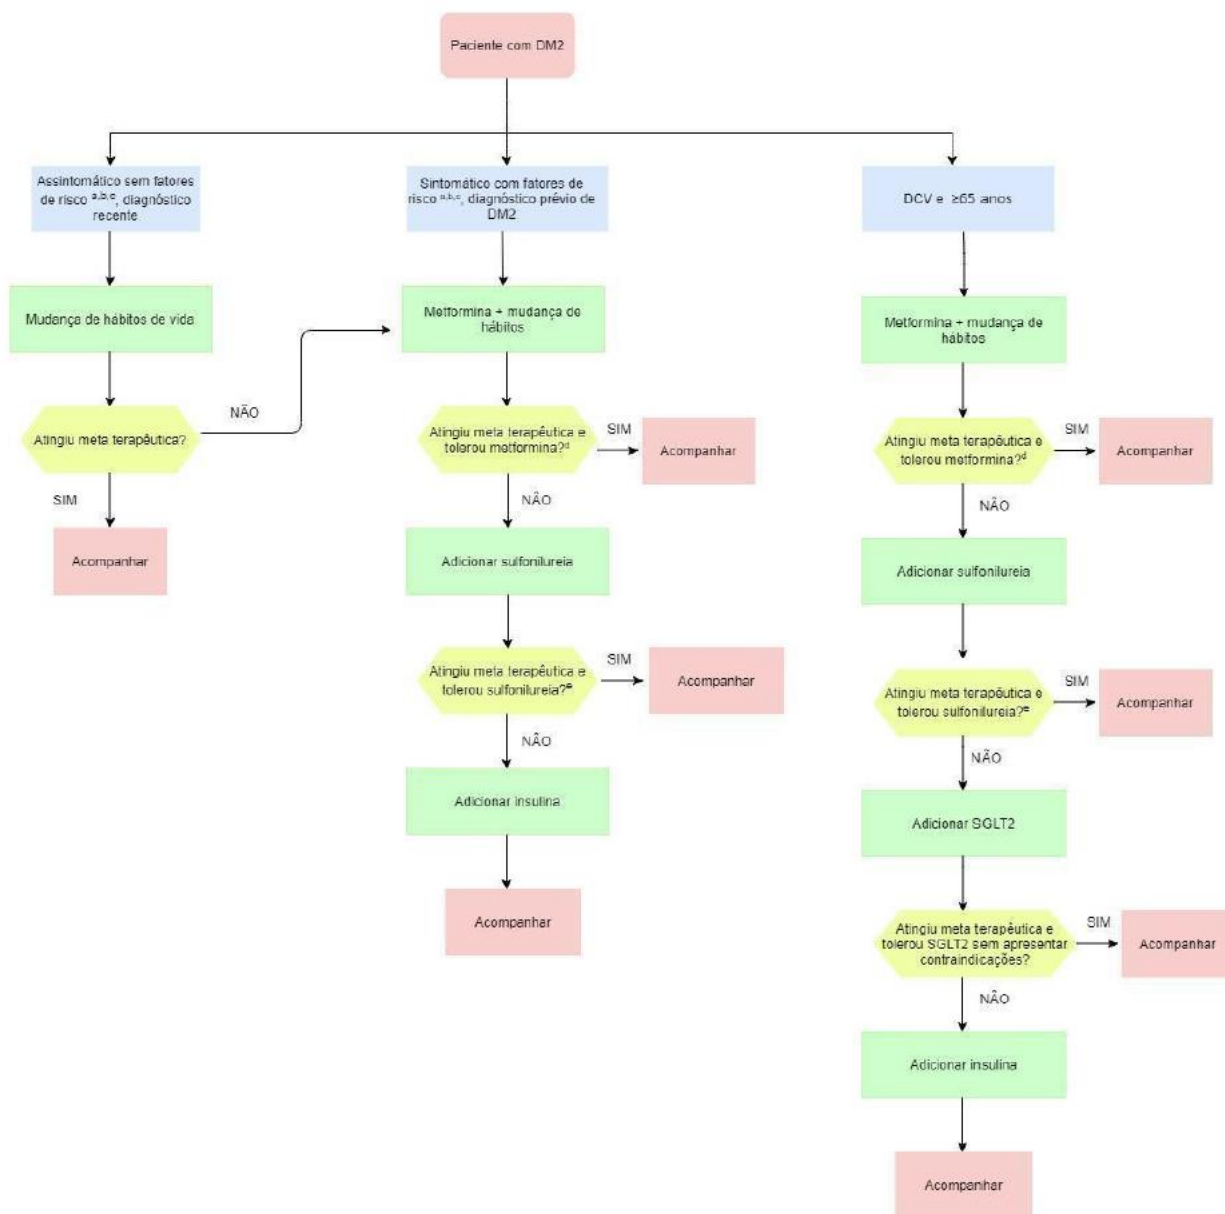 Paciente com DM2
Assintomático sem fatores
de risco a,b,c, diagnóstico
recente
Mudança de hábitos de vida
NÃO
Atingiu meta terapêutica?
SIM
Acompanhar
Sintomático com fatores de
risco a,b,c, diagnóstico prévio de
DM2
Metformina + mudança de
hábitos
Atingiu meta terapêutica e
tolerou metformina?d
SIM
Acompanhar
NÃO
Adicionar sulfonilureia
Atingiu meta terapêutica e
tolerou sulfonilureia?e
SIM
Acompanhar
NÃO
Adicionar insulina
Acompanhar
DCV e ≥65 anos
Metformina + mudança de
hábitos
Atingiu meta terapêutica e
tolerou metformina?d
SIM
Acompanhar
NÃO
Adicionar sulfonilureia
Atingiu meta terapêutica e
tolerou sulfonilureia?e
SIM
Acompanhar
NÃO
Adicionar SGLT2
Atingiu meta terapêutica e
tolerou SGLT2 sem apresentar
contraindicações?
SIM
Acompanhar
NÃO
Adicionar insulina
Acompanhar